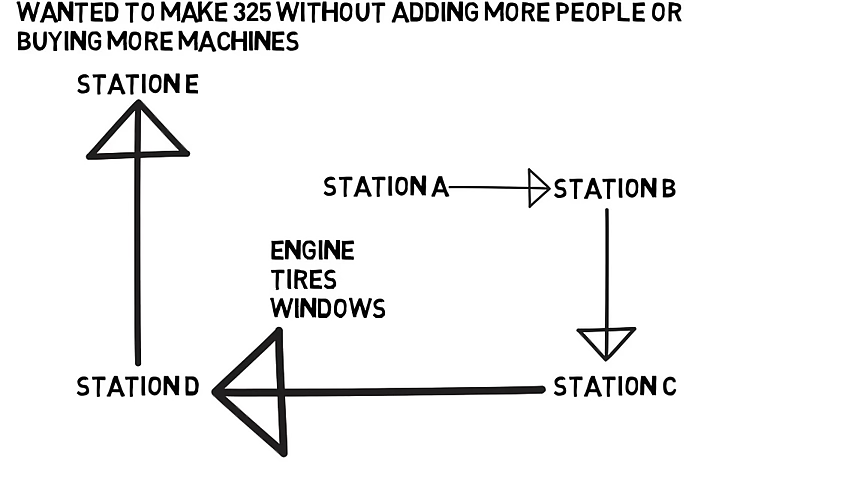 WANTED TO MAKE 325 WITHOUT ADDING MORE PEOPLE OR
BUYING MORE MACHINES
STATION E
STATION A
STATION B
ENGINE
TIRES
WINDOWS
STATION D
STATION C